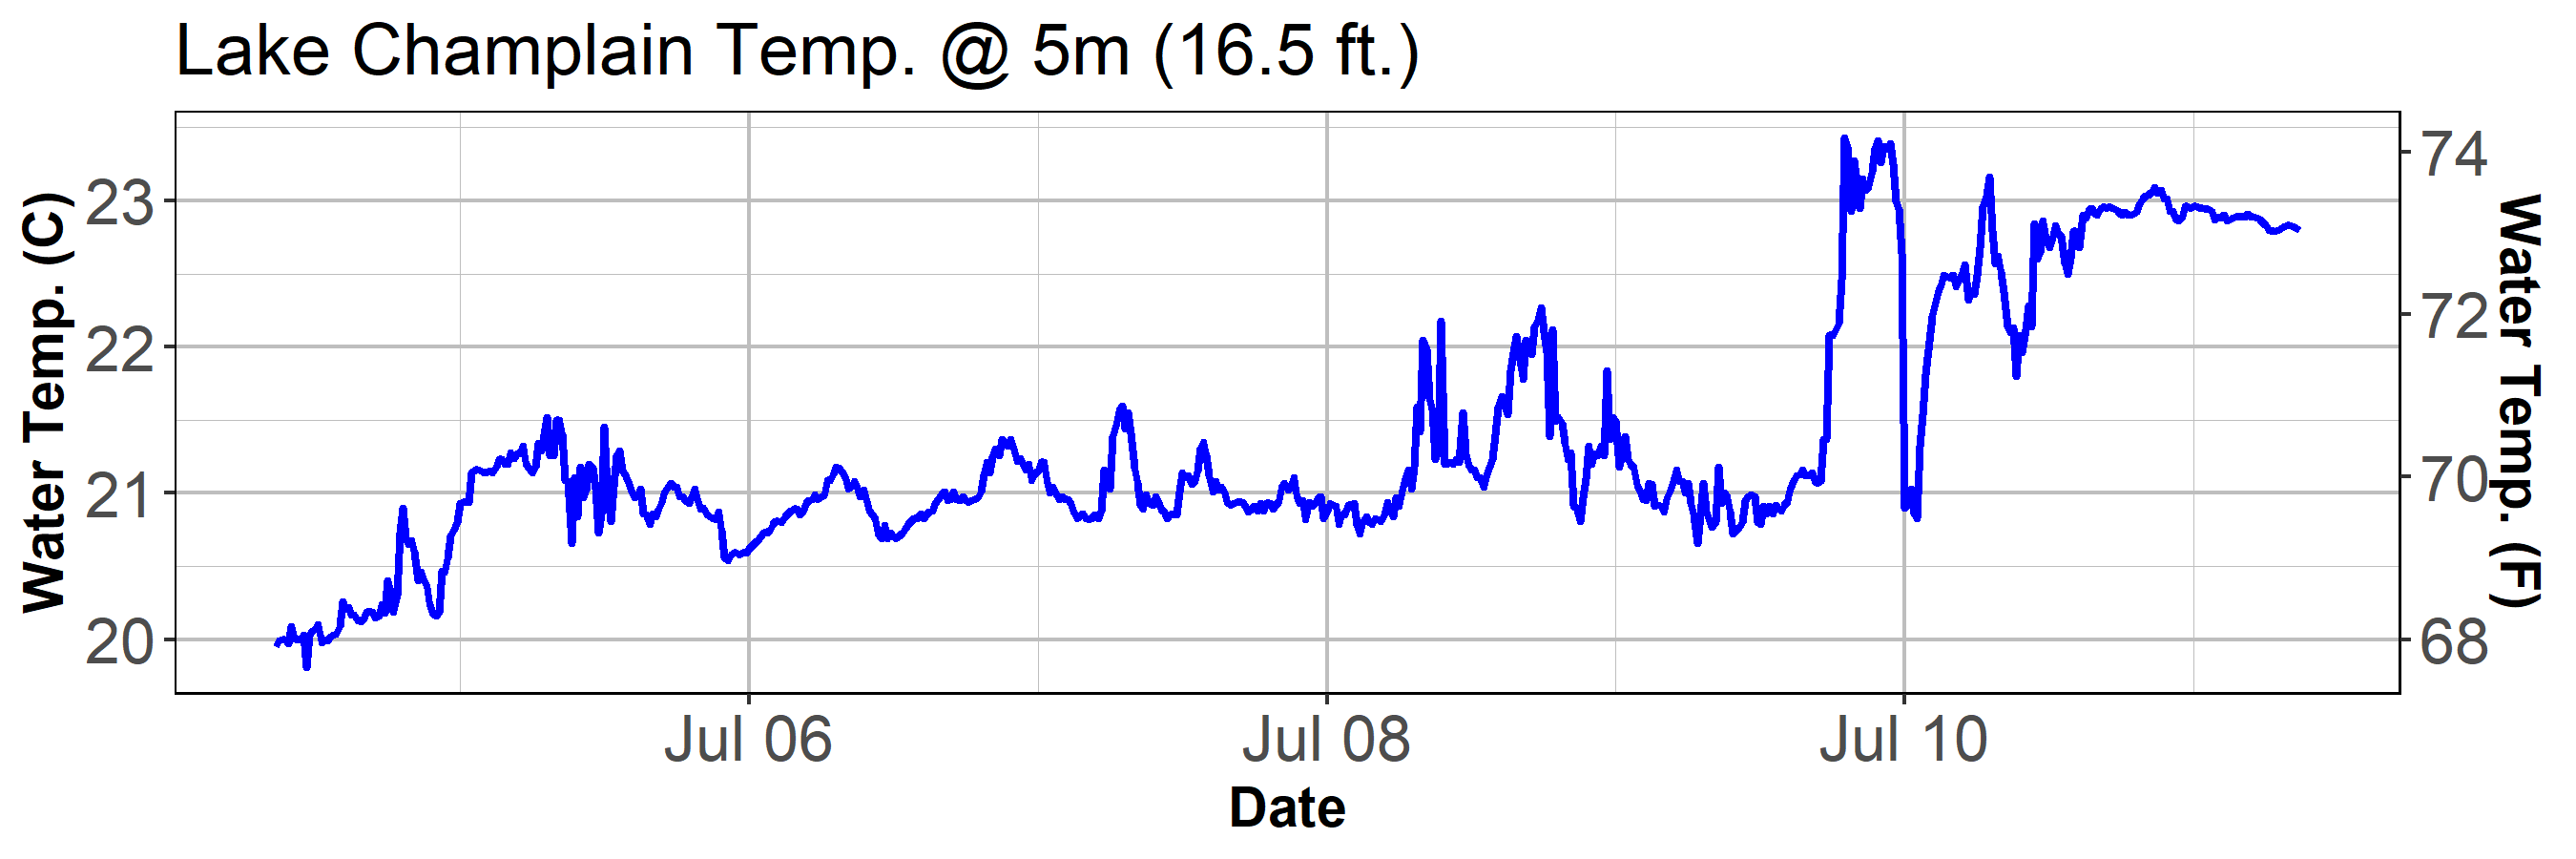 Lake Champlain Temp. @ 5m (16.5 ft.)
Water Temp. (C)
23
22
21
20
74
72
70
68
Water Temp. (F)
Jul 06
Jul 08
Jul 10
Date